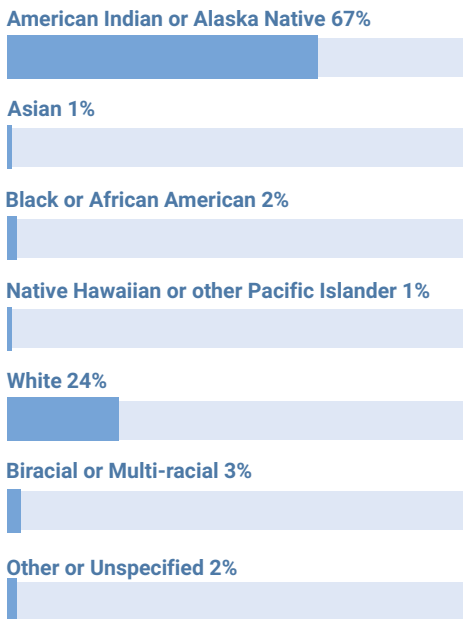 American Indian or Alaska Native 67%
Asian 1%
Black or African American 2%
Native Hawaiian or other Pacific Islander 1%
White 24%
Biracial or Multi-racial 3%
Other or Unspecified 2%